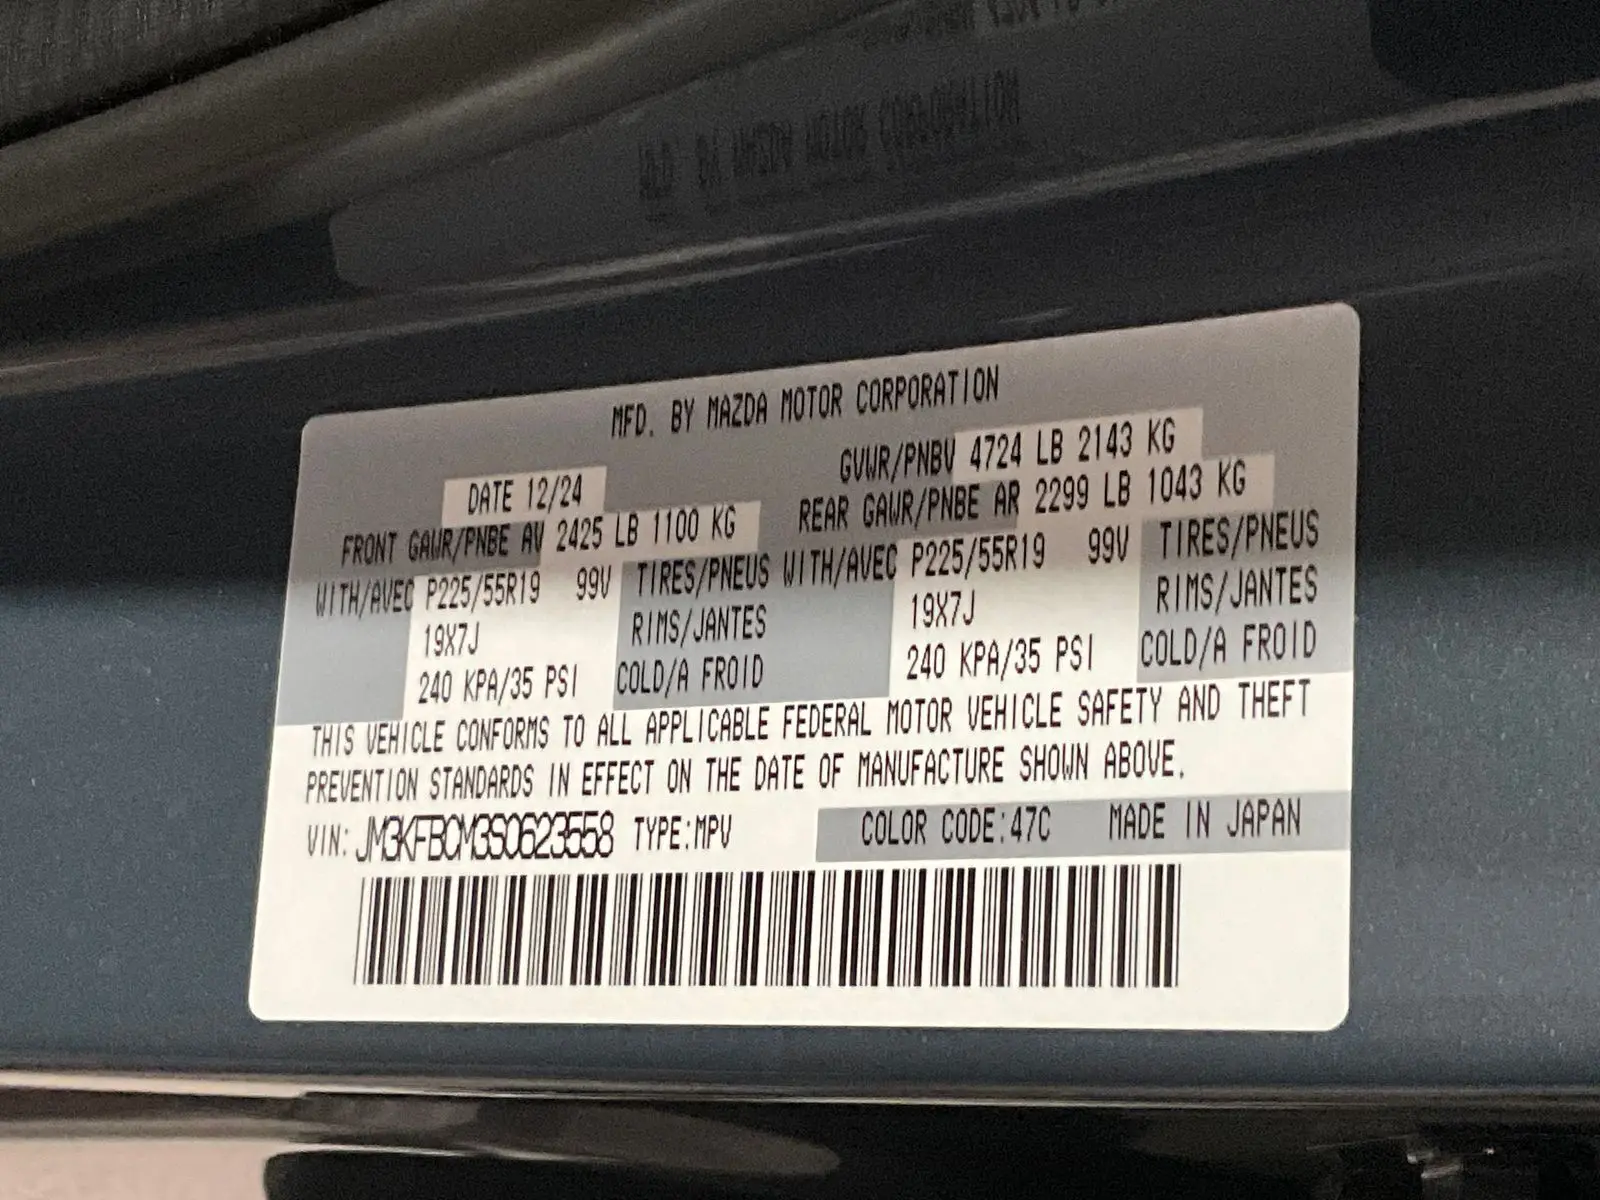 MFD. BY MAZDA MOTOR CORPORATION
DATE 12/24 GVWR/PNBV 4724 LB 2143 KG
FRONT GAWR/PNBE AV 2425 LB 1100 KG REAR GAWR/PNBE AR 2299 LB 1043 KG
WITH/AVEC P225/55R19 99V TIRES/PNEUS WITH/AVEC P225/55R19 99V TIRES/PNEUS
19X7J RIMS/JANTES 19X7J RIMS/JANTES
240 KPA/35 PSI COLD/A FROID 240 KPA/35 PSI COLD/A FROID
THIS VEHICLE CONFORMS TO ALL APPLICABLE FEDERAL MOTOR VEHICLE SAFETY AND THEFT
PREVENTION STANDARDS IN EFFECT ON THE DATE OF MANUFACTURE SHOWN ABOVE.
VIN: JM3KFBCM3S0623558 TYPE:MPV COLOR CODE:47C MADE IN JAPAN